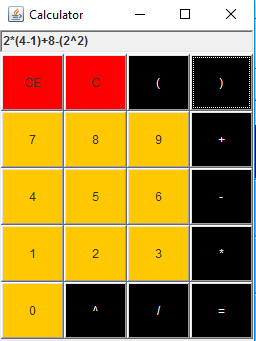 Calculator
2*(4-1)+8-(2^2)
CE C ( )
7 8 9 +
4 5 6 -
1 2 3 *
0 ^ / =